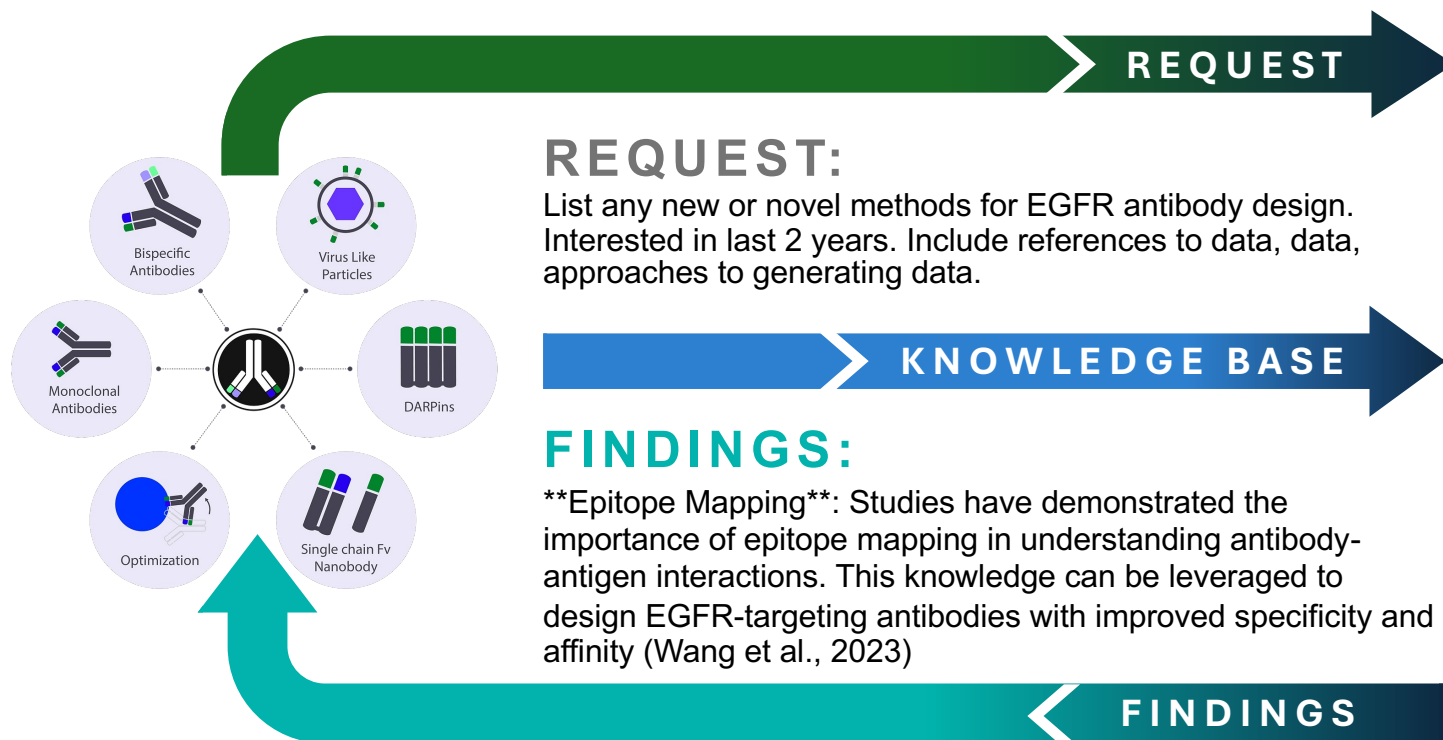 REQUEST
REQUEST:
List any new or novel methods for EGFR antibody design.
Interested in last 2 years. Include references to data, data,
approaches to generating data.
Bispecific
Antibodies
Virus Like
Particles
Monoclonal
Antibodies
DARPins
Optimization
Single chain Fv
Nanobody
KNOWLEDGE BASE
FINDINGS:
**Epitope Mapping**: Studies have demonstrated the
importance of epitope mapping in understanding antibody-
antigen interactions. This knowledge can be leveraged to
design EGFR-targeting antibodies with improved specificity and
affinity (Wang et al., 2023)
FINDINGS